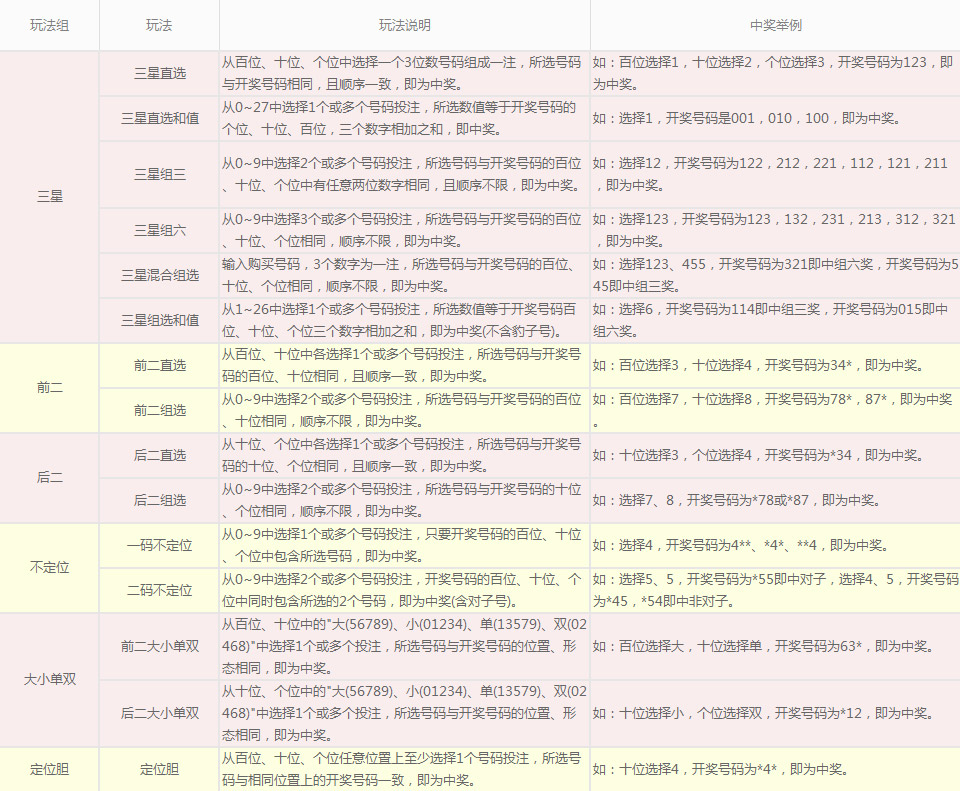 玩法组 玩法 玩法说明 中奖举例
三星
三星直选
从百位、十位、个位中选择一个3位数号码组成一注，所选号码
与开奖号码相同，且顺序一致，即为中奖。
如：百位选择1，十位选择2，个位选择3，开奖号码为123，即
为中奖。
三星直选和值
从0~27中选择1个或多个号码投注，所选数值等于开奖号码的
个位、十位、百位，三个数字相加之和，即中奖。
如：选择1，开奖号码是001，010，100，即为中奖。
三星组三
从0~9中选择2个或多个号码投注，所选号码与开奖号码的百位
、十位、个位中有任意两位数字相同，且顺序不限，即为中奖。
如：选择12，开奖号码为122，212，221，112，121，211
，即为中奖。
三星组六
从0~9中选择3个或多个号码投注，所选号码与开奖号码的百位
、十位、个位相同，顺序不限，即为中奖。
如：选择123，开奖号码为123，132，231，213，312，321
，即为中奖。
三星混合组选
输入购买号码，3个数字为一注，所选号码与开奖号码的百位、
十位、个位相同，顺序不限，即为中奖。
如：选择123、455，开奖号码为321即中组六奖，开奖号码为5
45即中组三奖。
三星组选和值
从1~26中选择1个或多个号码投注，所选数值等于开奖号码百
位、十位、个位三个数字相加之和，即为中奖(不含豹子号)。
如：选择6，开奖号码为114即中组三奖，开奖号码为015即中
组六奖。
前二
前二直选
从百位、十位中各选择1个或多个号码投注，所选号码与开奖号
码的百位、十位相同，且顺序一致，即为中奖。
如：百位选择3，十位选择4，开奖号码为34*，即为中奖。
前二组选
从0~9中选择2个或多个号码投注，所选号码与开奖号码的百位
、十位相同，顺序不限，即为中奖。
如：百位选择7，十位选择8，开奖号码为78*，87*，即为中奖
。
后二
后二直选
从十位、个位中各选择1个或多个号码投注，所选号码与开奖号
码的十位、个位相同，且顺序一致，即为中奖。
如：十位选择3，个位选择4，开奖号码为*34，即为中奖。
后二组选
从0~9中选择2个或多个号码投注，所选号码与开奖号码的十位
、个位相同，顺序不限，即为中奖。
如：选择7、8，开奖号码为*78或*87，即为中奖。
不定位
一码不定位
从0~9中选择1个或多个号码投注，只要开奖号码的百位、十位
、个位中包含所选号码，即为中奖。
如：选择4，开奖号码为4**、*4*、**4，即为中奖。
二码不定位
从0~9中选择2个或多个号码投注，开奖号码的百位、十位、个
位中同时包含所选的2个号码，即为中奖(含对子号)。
如：选择5、5，开奖号码为*55即中对子，选择4、5，开奖号码
为*45，*54即中非对子。
大小单双
前二大小单双
从百位、十位中的"大(56789)、小(01234)、单(13579)、双(02
468)"中选择1个或多个投注，所选号码与开奖号码的位置、形
态相同，即为中奖。
如：百位选择大，十位选择单，开奖号码为63*，即为中奖。
后二大小单双
从十位、个位中的"大(56789)、小(01234)、单(13579)、双(02
468)"中选择1个或多个投注，所选号码与开奖号码的位置、形
态相同，即为中奖。
如：十位选择小，个位选择双，开奖号码为*12，即为中奖。
定位胆
定位胆
从百位、十位、个位任意位置上至少选择1个号码投注，所选号
码与相同位置上的开奖号码一致，即为中奖。
如：十位选择4，开奖号码为*4*，即为中奖。